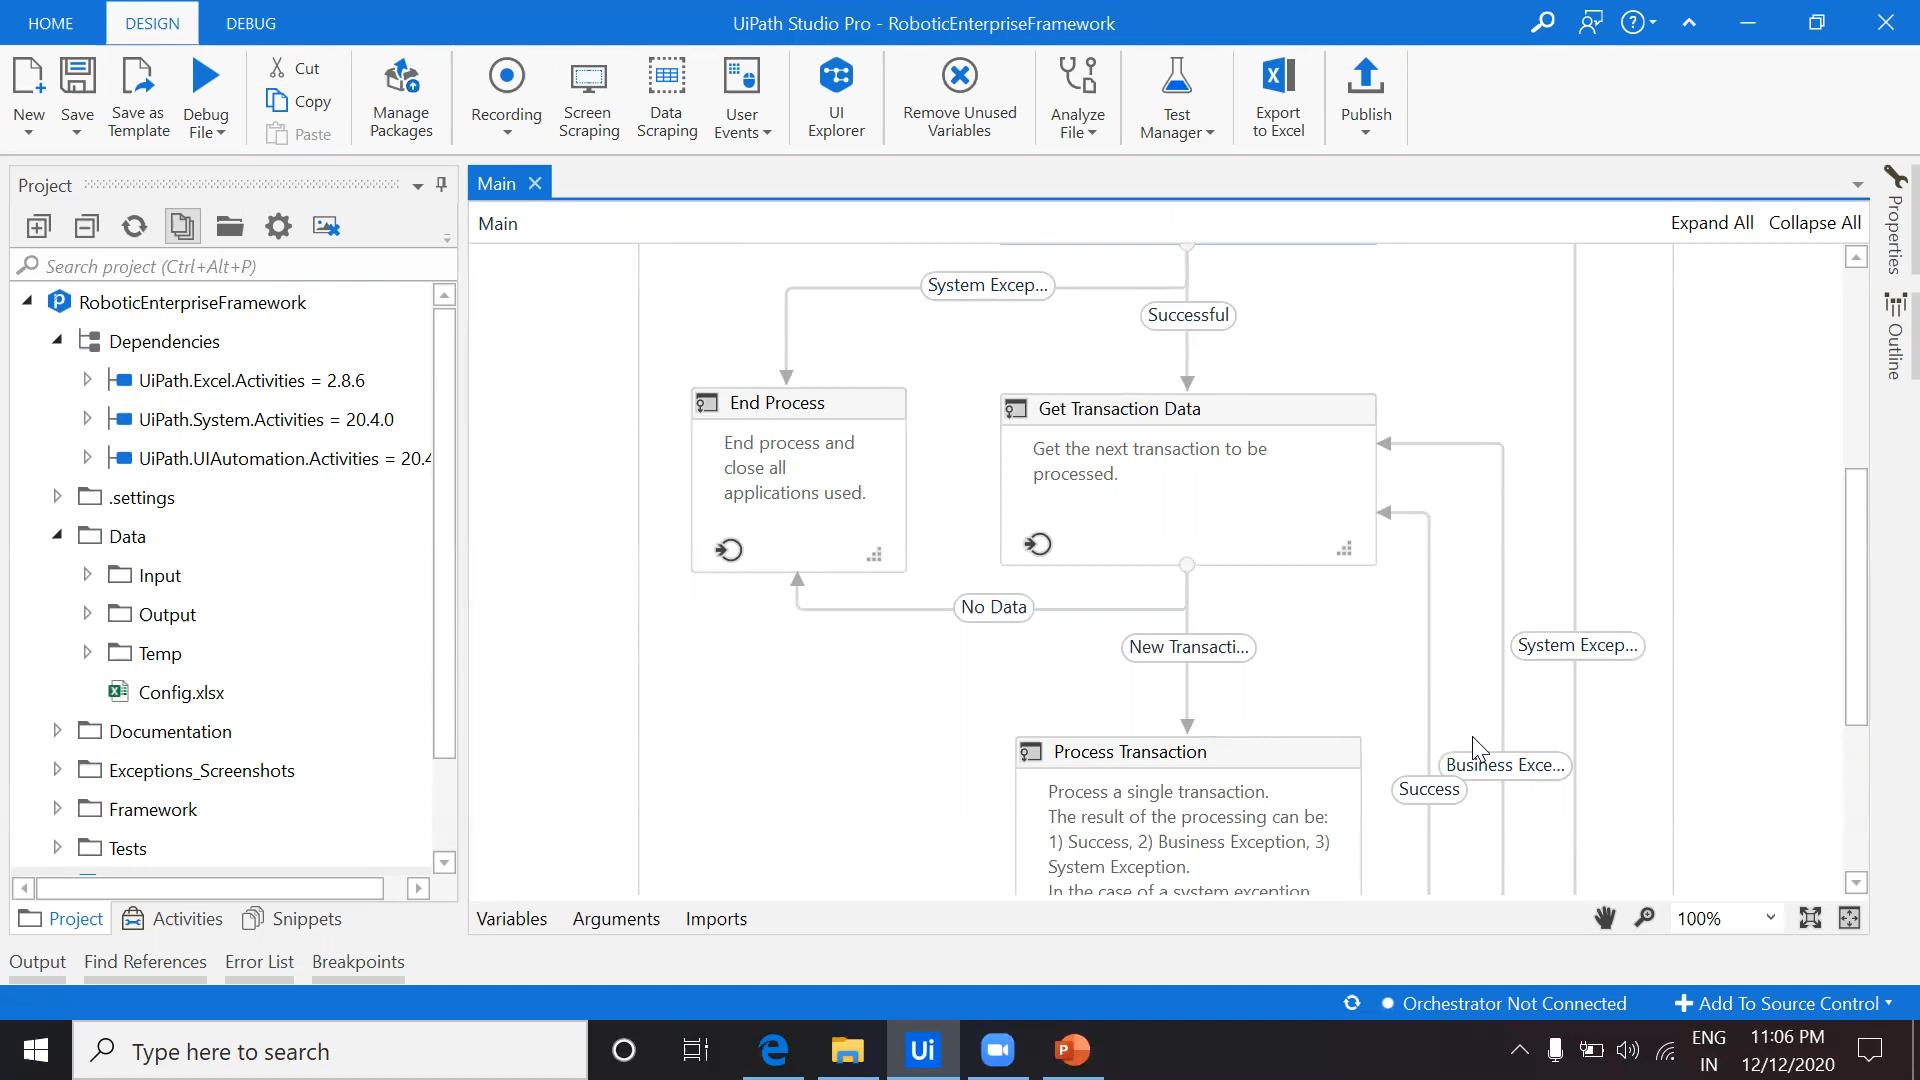 HOME
DESIGN
DEBUG
UiPath Studio Pro - RoboticEnterpriseFramework
New
Save
Save as
Template
Debug
File
Cut
Copy
Paste
Manage
Packages
Recording
Screen
Scraping
Data
Scraping
User
Events
UI
Explorer
Remove Unused
Variables
Analyze
File
Test
Manager
Export
to Excel
Publish
Project
Search project (Ctrl+Alt+P)
RoboticEnterpriseFramework
Dependencies
UiPath.Excel.Activities = 2.8.6
UiPath.System.Activities = 20.4.0
UiPath.UIAutomation.Activities = 20.4
.settings
Data
Input
Output
Temp
Config.xlsx
Documentation
Exceptions_Screenshots
Framework
Tests
Project
Activities
Snippets
Main
Main
Expand All
Collapse All
System Excep...
Successful
End Process
End process and
close all
applications used.
Get Transaction Data
Get the next transaction to be
processed.
No Data
New Transacti...
System Excep...
Business Exce...
Success
Process Transaction
Process a single transaction.
The result of the processing can be:
1) Success, 2) Business Exception, 3)
System Exception.
In the case of a system exception
Variables
Arguments
Imports
100%
Properties
Outline
Output
Find References
Error List
Breakpoints
Orchestrator Not Connected
Add To Source Control
Type here to search
Ui
ENG
IN
11:06 PM
12/12/2020